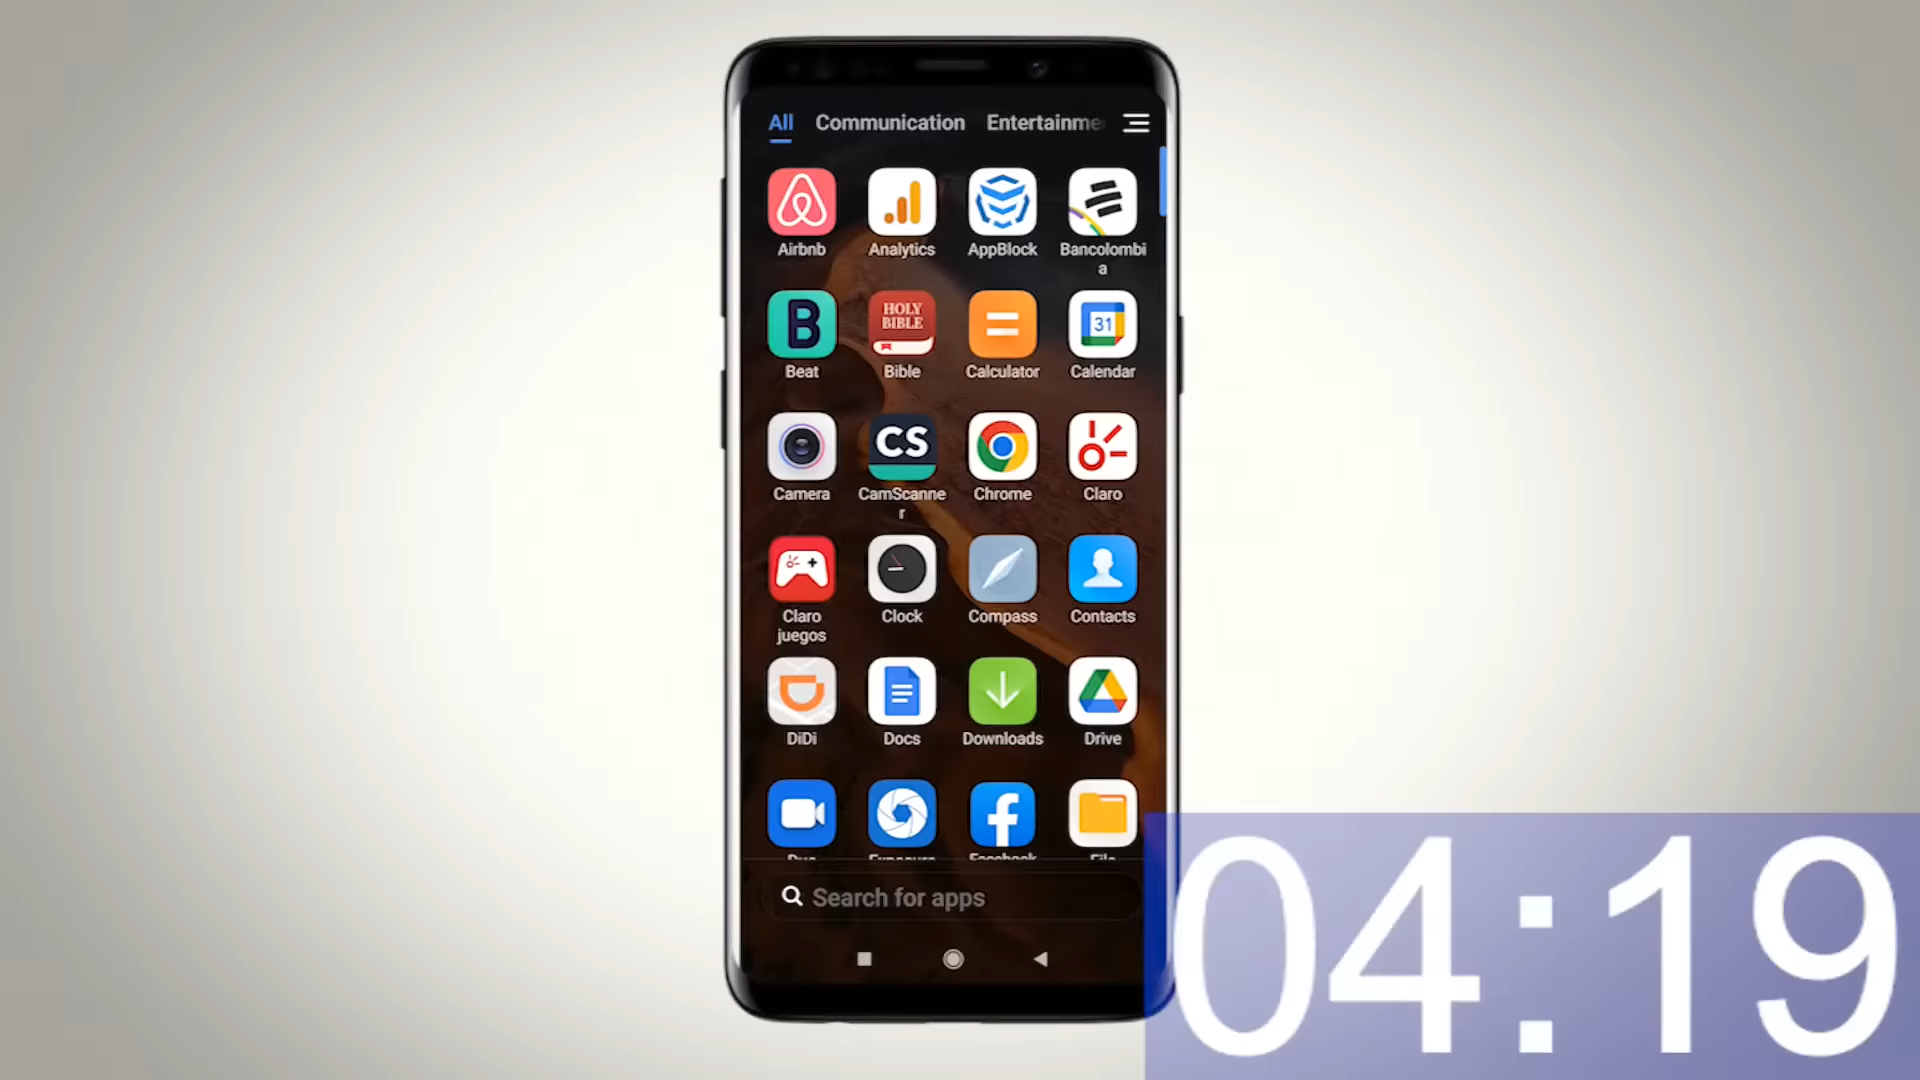 All Communication Entertainme
Airbnb Analytics AppBlock Bancolombi
a
HOLY
BIBLE
31
Beat Bible Calculator Calendar
CS
Camera CamScanne Chrome Claro
r
Claro Clock Compass Contacts
juegos
DiDi Docs Downloads Drive
Search for apps
04:19